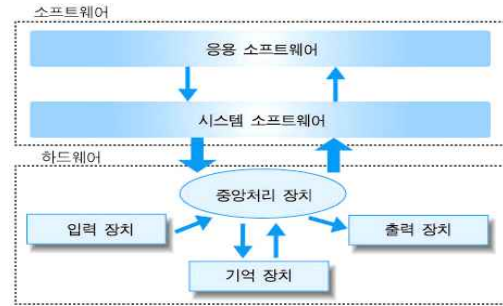 소프트웨어
응용 소프트웨어
시스템 소프트웨어
하드웨어
중앙처리 장치
입력 장치
출력 장치
기억 장치